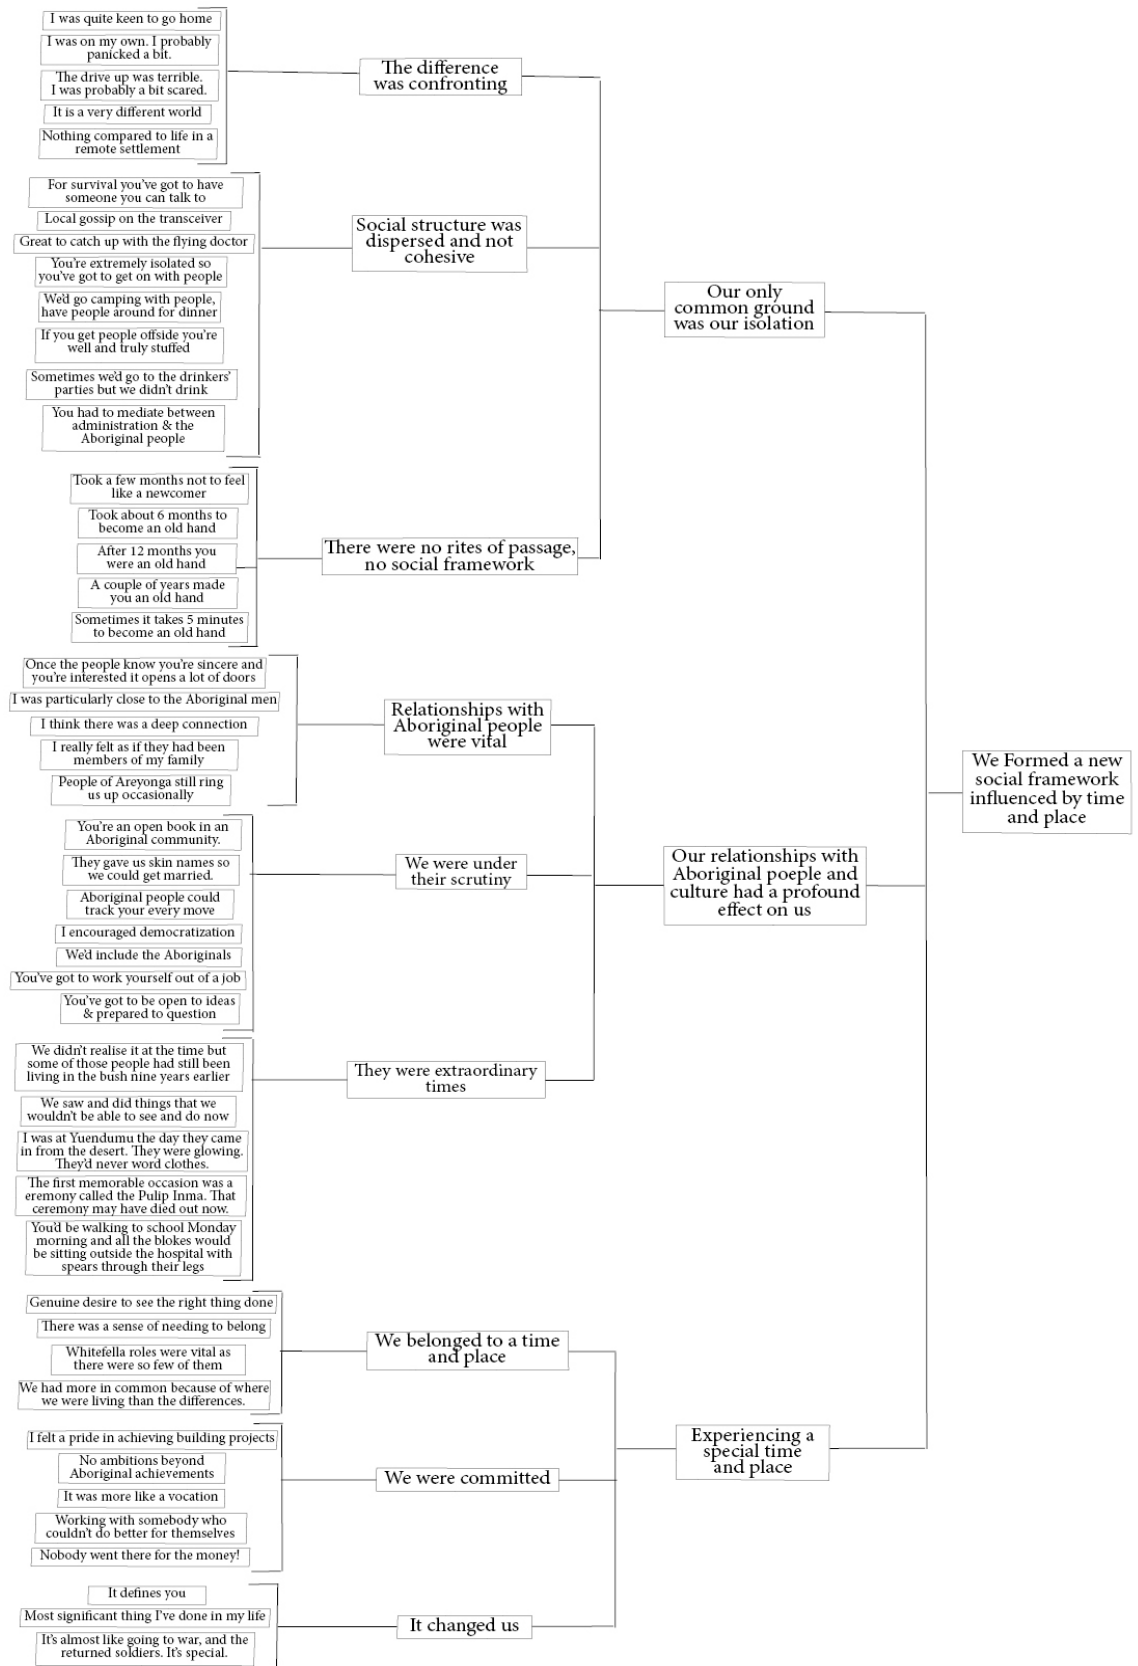 I was quite keen to go home
I was on my own. I probably
panicked a bit.
The drive up was terrible.
I was probably a bit scared.
It is a very different world
Nothing compared to life in a
remote settlement
The difference
was confronting
For survival you've got to have
someone you can talk to
Local gossip on the transceiver
Great to catch up with the flying doctor
You're extremely isolated so
you've got to get on with people
We'd go camping with people,
have people around for dinner
If you get people offside you're
well and truly stuffed
Sometimes we'd go to the drinkers'
parties but we didn't drink
You had to mediate between
administration & the
Aboriginal people
Social structure was
dispersed and not
cohesive
Took a few months not to feel
like a newcomer
Took about 6 months to
become an old hand
After 12 months you
were an old hand
A couple of years made
you an old hand
Sometimes it takes 5 minutes
to become an old hand
There were no rites of passage,
no social framework
Our only
common ground
was our isolation
Once the people know you're sincere and
you're interested it opens a lot of doors
I was particularly close to the Aboriginal men
I think there was a deep connection
I really felt as if they had been
members of my family
People of Areyonga still ring
us up occasionally
Relationships with
Aboriginal people
were vital
You're an open book in an
Aboriginal community.
They gave us skin names so
we could get married.
Aboriginal people could
track your every move
I encouraged democratization
We'd include the Aboriginals
You've got to work yourself out of a job
You've got to be open to ideas
& prepared to question
We were under
their scrutiny
We didn't realise it at the time but
some of those people had still been
living in the bush nine years earlier
We saw and did things that we
wouldn't be able to see and do now
I was at Yuendumu the day they came
in from the desert. They were glowing.
They'd never word clothes.
The first memorable occasion was a
eremony called the Pulip Inma. That
ceremony may have died out now.
You'd be walking to school Monday
morning and all the blokes would
be sitting outside the hospital with
spears through their legs
They were extraordinary
times
Our relationships with
Aboriginal poeple and
culture had a profound
effect on us
Genuine desire to see the right thing done
There was a sense of needing to belong
Whitefella roles were vital as
there were so few of them
We had more in common because of where
we were living than the differences.
We belonged to a time
and place
I felt a pride in achieving building projects
No ambitions beyond
Aboriginal achievements
It was more like a vocation
Working with somebody who
couldn't do better for themselves
Nobody went there for the money!
We were committed
It defines you
Most significant thing I've done in my life
It's almost like going to war, and the
returned soldiers. It's special.
It changed us
Experiencing a
special time
and place
We Formed a new
social framework
influenced by time
and place